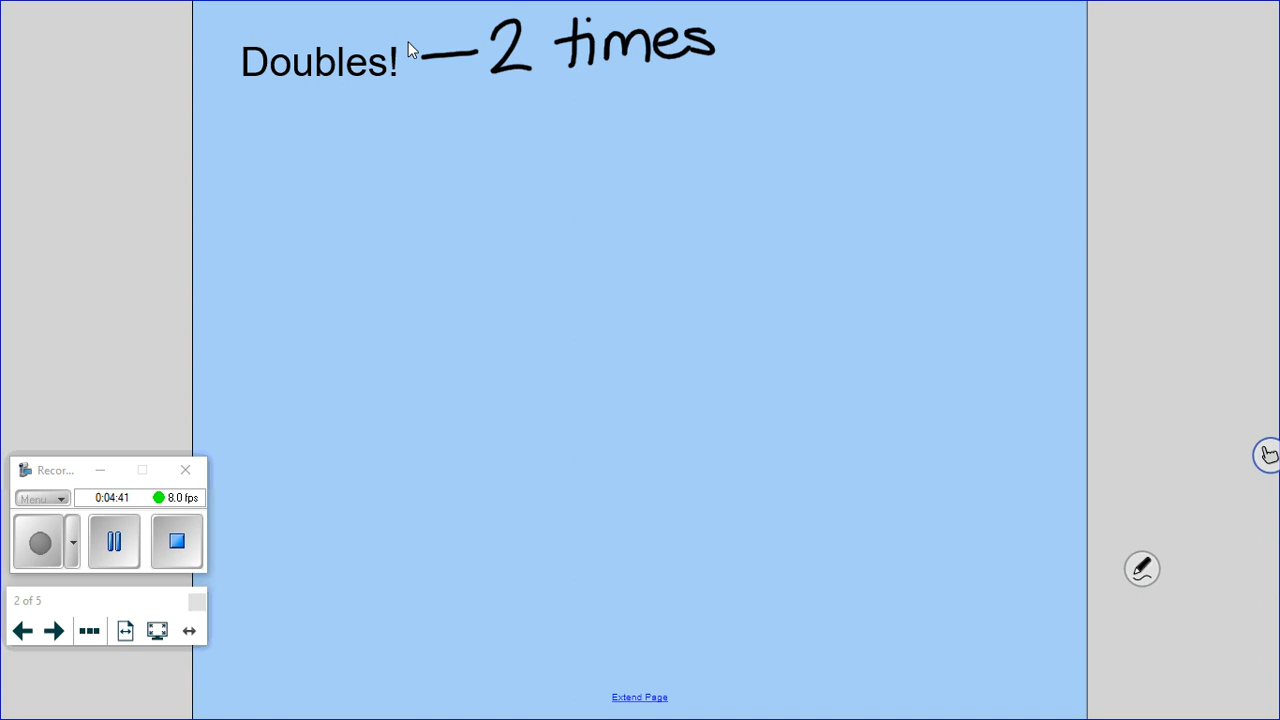 Doubles! — 2 times
Recor...
Menu
0:04:41
8.0 fps
2 of 5
Extend Page